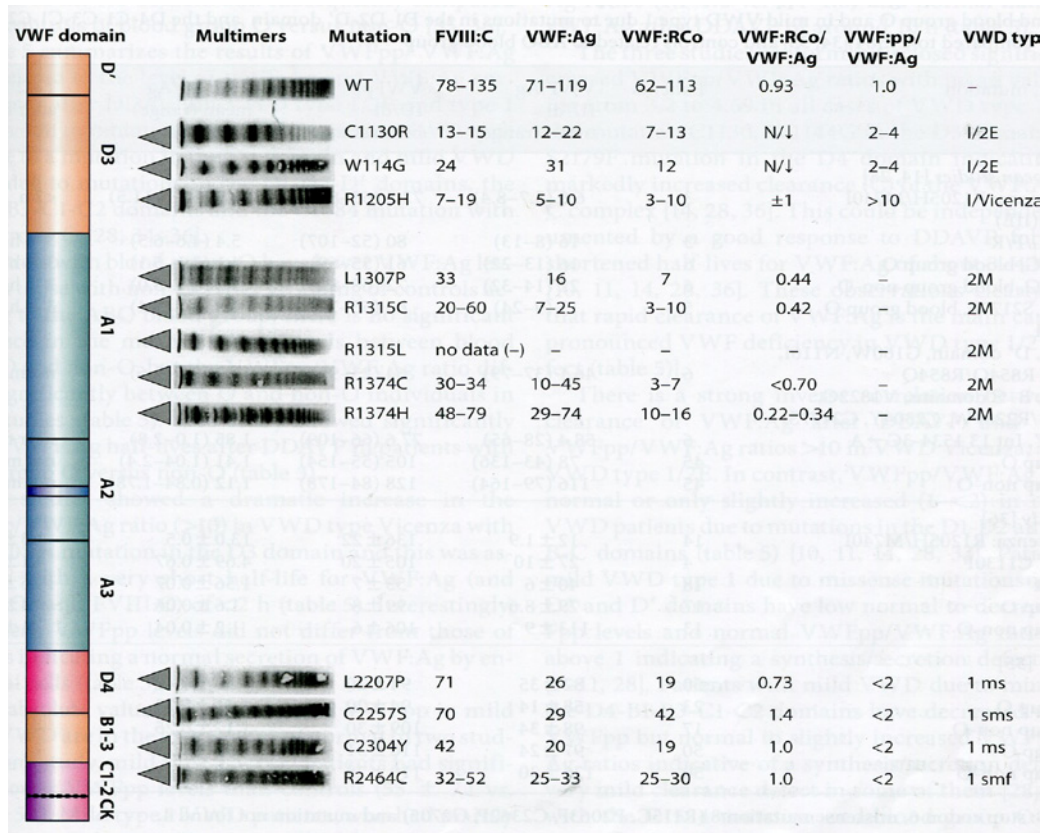 VWF domain Multimers Mutation FVIII:C VWF:Ag VWF:RCo VWF:RCo/VWF:Ag VWF:pp/VWF:Ag VWD type
D'
WT 78–135 71–119 62–113 0.93 1.0 –
D3
C1130R 13–15 12–22 7–13 N/↓ 2–4 I/2E
W1144G 24 31 12 N/↓ 2–4 I/2E
R1205H 7–19 5–10 3–10 ±1 >10 I/Vicenza
A1
L1307P 39 16 7 0.44 – 2M
R1315C 20–60 7–25 3–10 0.42 – 2M
R1315L no data (–) – – – – 2M
R1374C 30–34 10–45 3–7 <0.70 – 2M
R1374H 48–79 29–74 10–16 0.22–0.34 – 2M
A2
A3
D4
L2207P 71 26 19 0.73 <2 1 ms
C2257S 70 29 42 1.4 <2 1 sms
B1-3
C2304Y 42 20 19 1.0 <2 1 ms
C1-2CK
R2464C 32–52 25–33 25–30 1.0 <2 1 smf